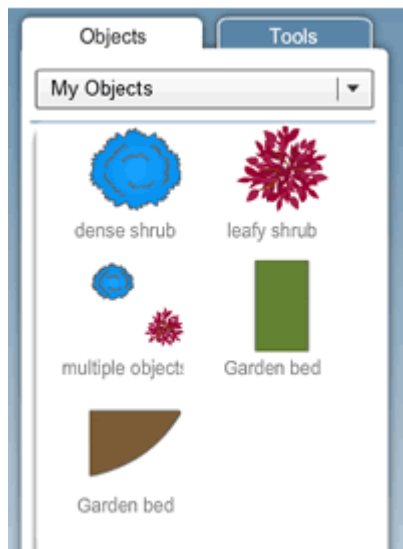 Objects Tools
My Objects
dense shrub leafy shrub
multiple objects Garden bed
Garden bed